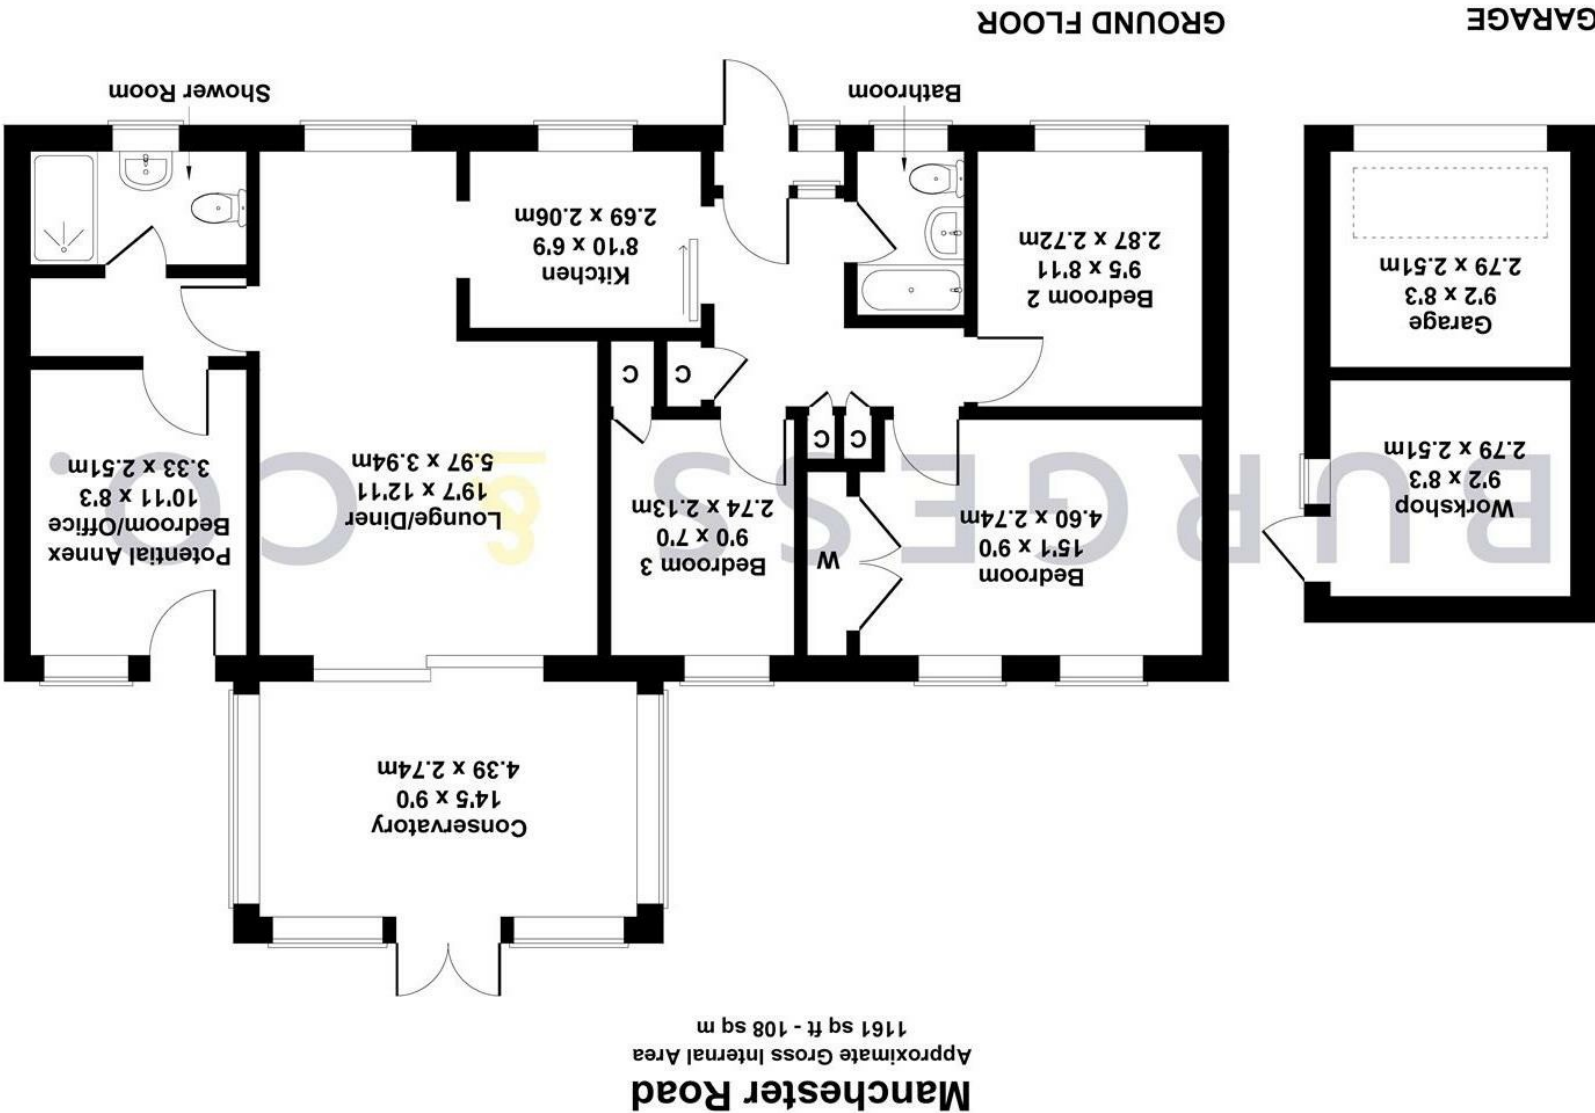 Manchester Road
Approximate Gross Internal Area
1161 sq ft - 108 sq m
Conservatory
14'5 x 9'0
4.39 x 2.74m
Workshop
9'2 x 8'3
2.79 x 2.51m
Bedroom
15'1 x 9'0
4.60 x 2.74m
W
Bedroom 3
9'0 x 7'0
2.74 x 2.13m
Lounge/Diner
19'7 x 12'11
5.97 x 3.94m
Potential Annex
Bedroom/Office
10'11 x 8'3
3.33 x 2.51m
BURGESS & CO.
C
C
C
C
Garage
9'2 x 8'3
2.79 x 2.51m
Bedroom 2
9'5 x 8'11
2.87 x 2.72m
Kitchen
8'10 x 6'9
2.69 x 2.06m
Bathroom
Shower Room
GARAGE
GROUND FLOOR